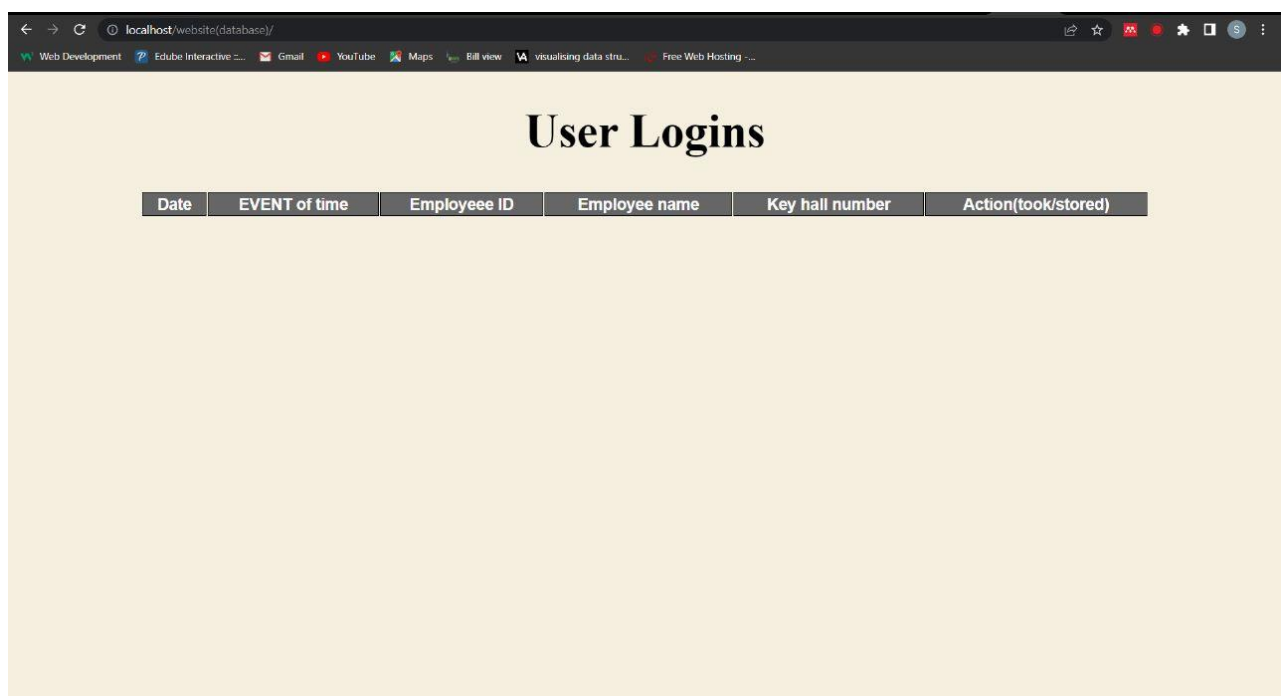 localhost/website(database)/
Web Development Edube Interactive ::... Gmail YouTube Maps Bill view visualising data stru... Free Web Hosting -...
User Logins
Date EVENT of time Employeee ID Employee name Key hall number Action(took/stored)